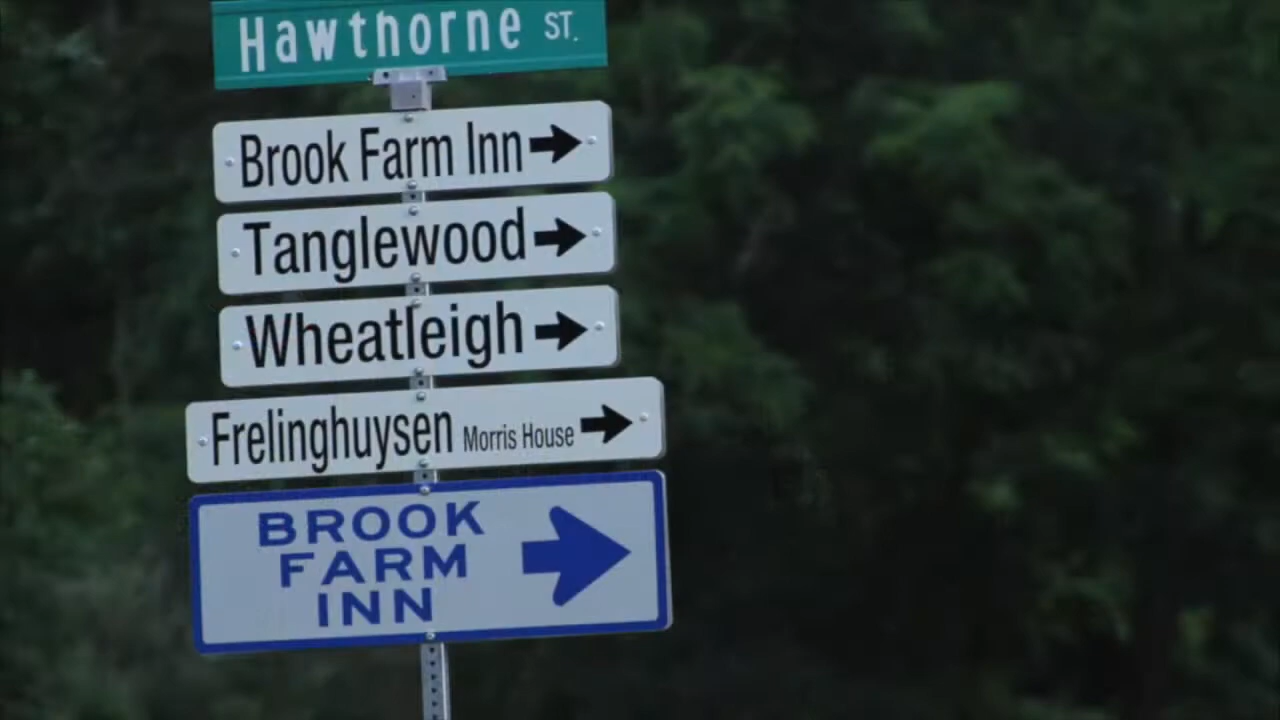 Hawthorne ST.
Brook Farm Inn
Tanglewood
Wheatleigh
Frelinghuysen Morris House
BROOK
FARM
INN